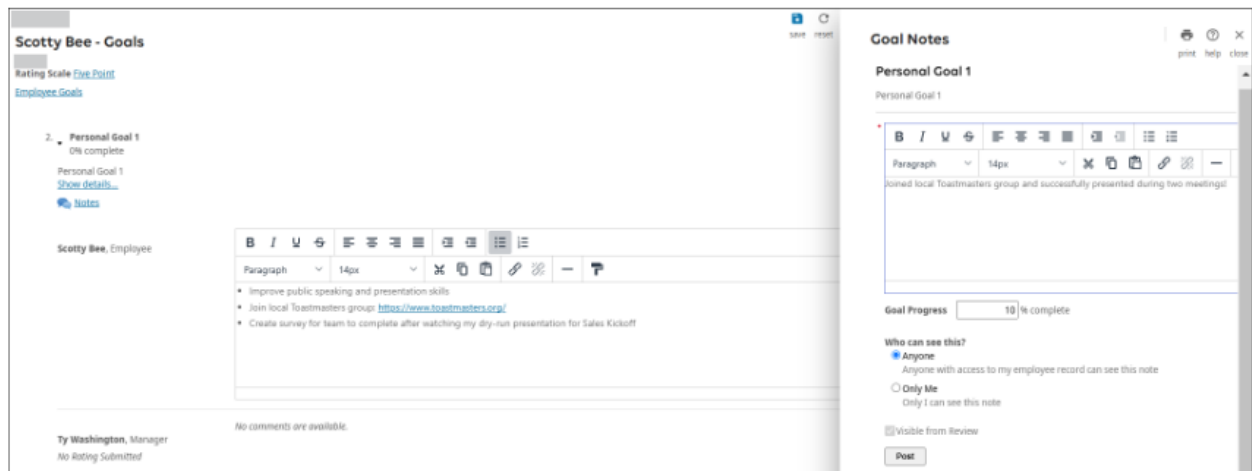 Scotty Bee - Goals
save reset
Rating Scale Five Point
Employee Goals
2. Personal Goal 1
0% complete
Personal Goal 1
Show details...
Notes
Scotty Bee, Employee
B I U S
Paragraph 14px
• Improve public speaking and presentation skills
• Join local Toastmasters group: https://www.toastmasters.org/
• Create survey for team to complete after watching my dry-run presentation for Sales Kickoff
No comments are available.
Ty Washington, Manager
No Rating Submitted
Goal Notes
print help close
Personal Goal 1
Personal Goal 1
*
B I U S
Paragraph 14px
Joined local Toastmasters group and successfully presented during two meetings!
Goal Progress 10 % complete
Who can see this?
Anyone
Anyone with access to my employee record can see this note
Only Me
Only I can see this note
Visible from Review
Post